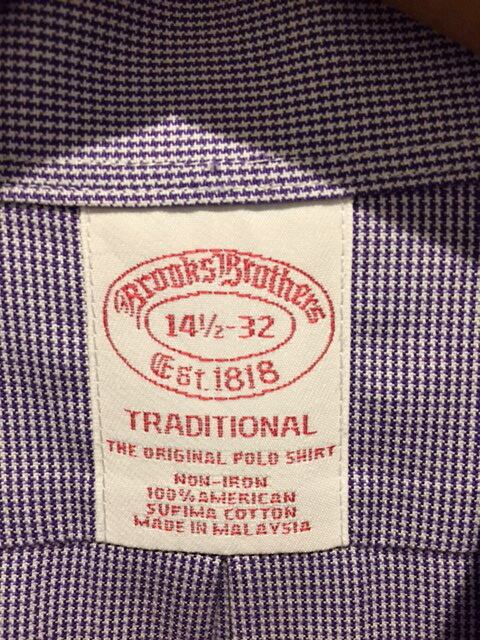 Brooks Brothers
14½-32
Est. 1818
TRADITIONAL
THE ORIGINAL POLO SHIRT
NON-IRON
100% AMERICAN
SUPIMA COTTON
MADE IN MALAYSIA